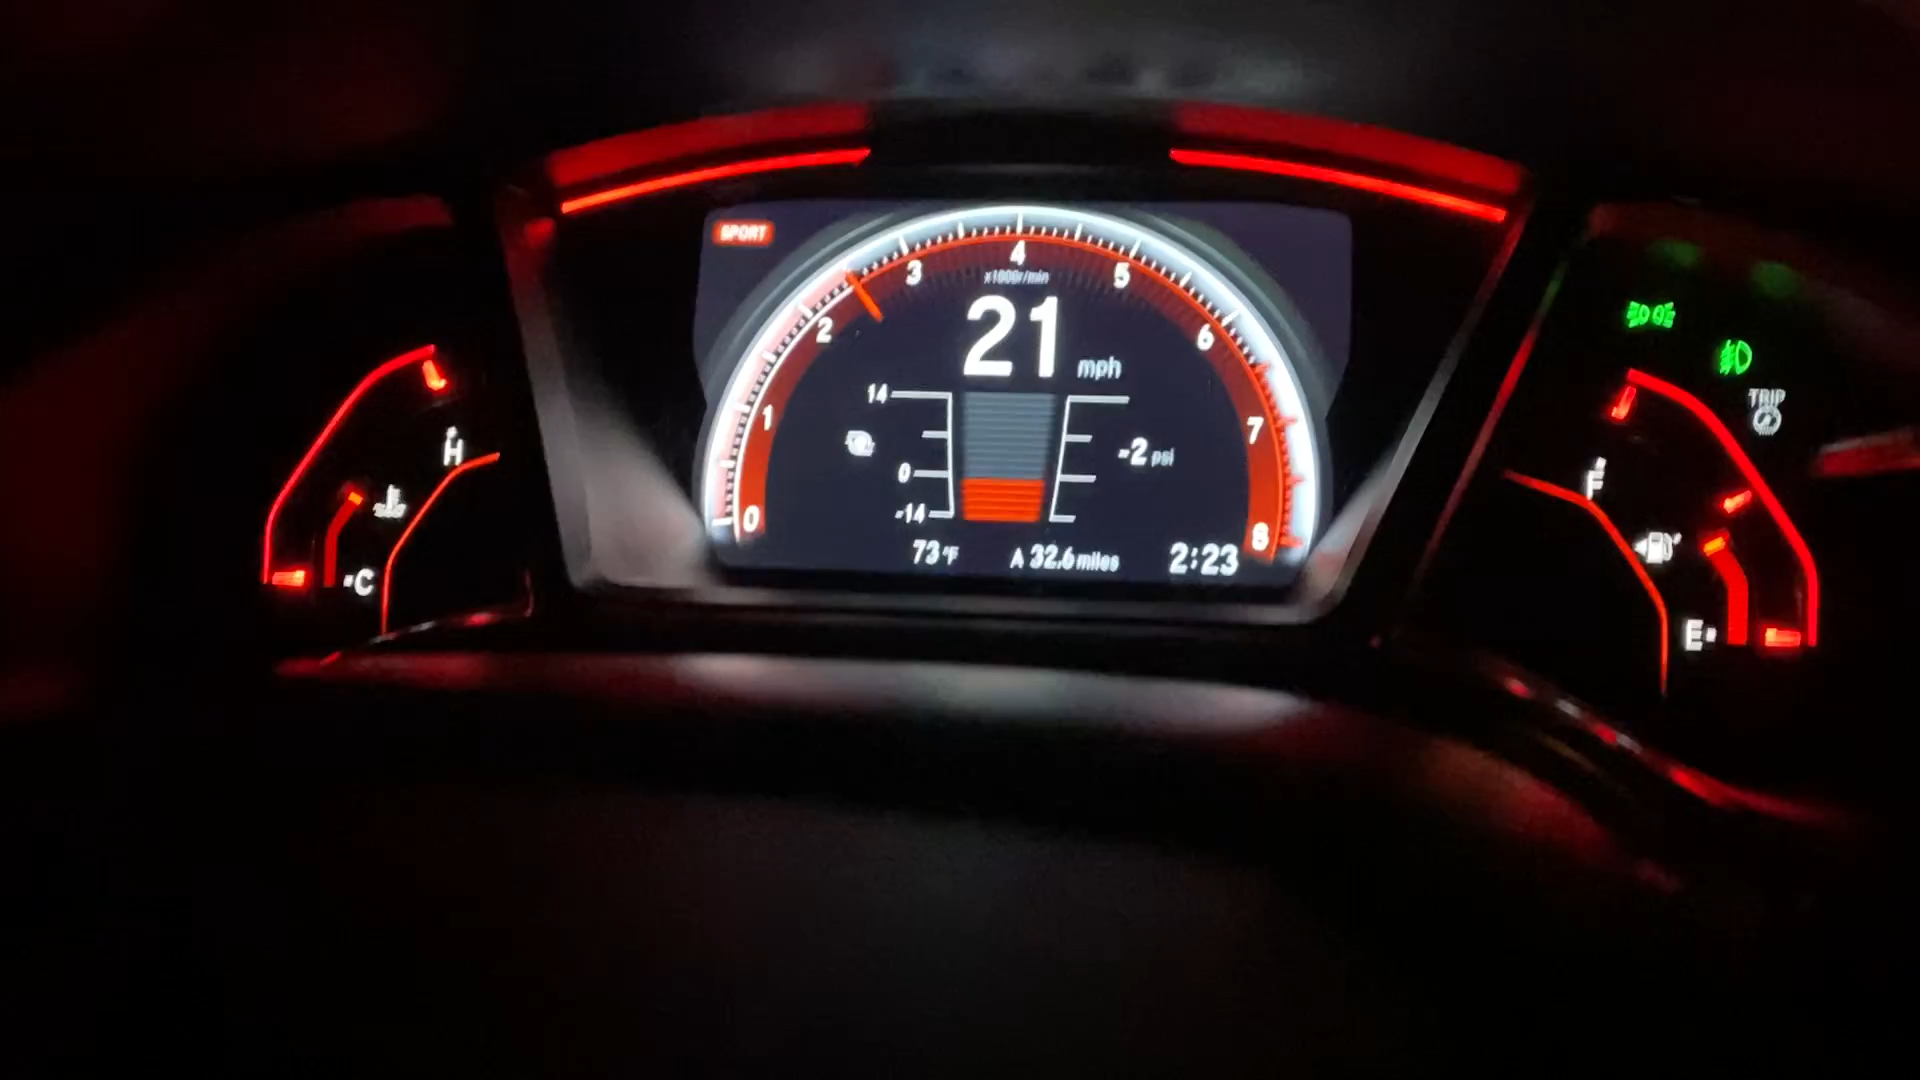 SPORT
0 1 2 3 4 5 6 7 8
x1000r/min
21 mph
14
0
-14
-2 psi
73°F
A 32.6 miles
2:23
H
C
TRIP
F
E